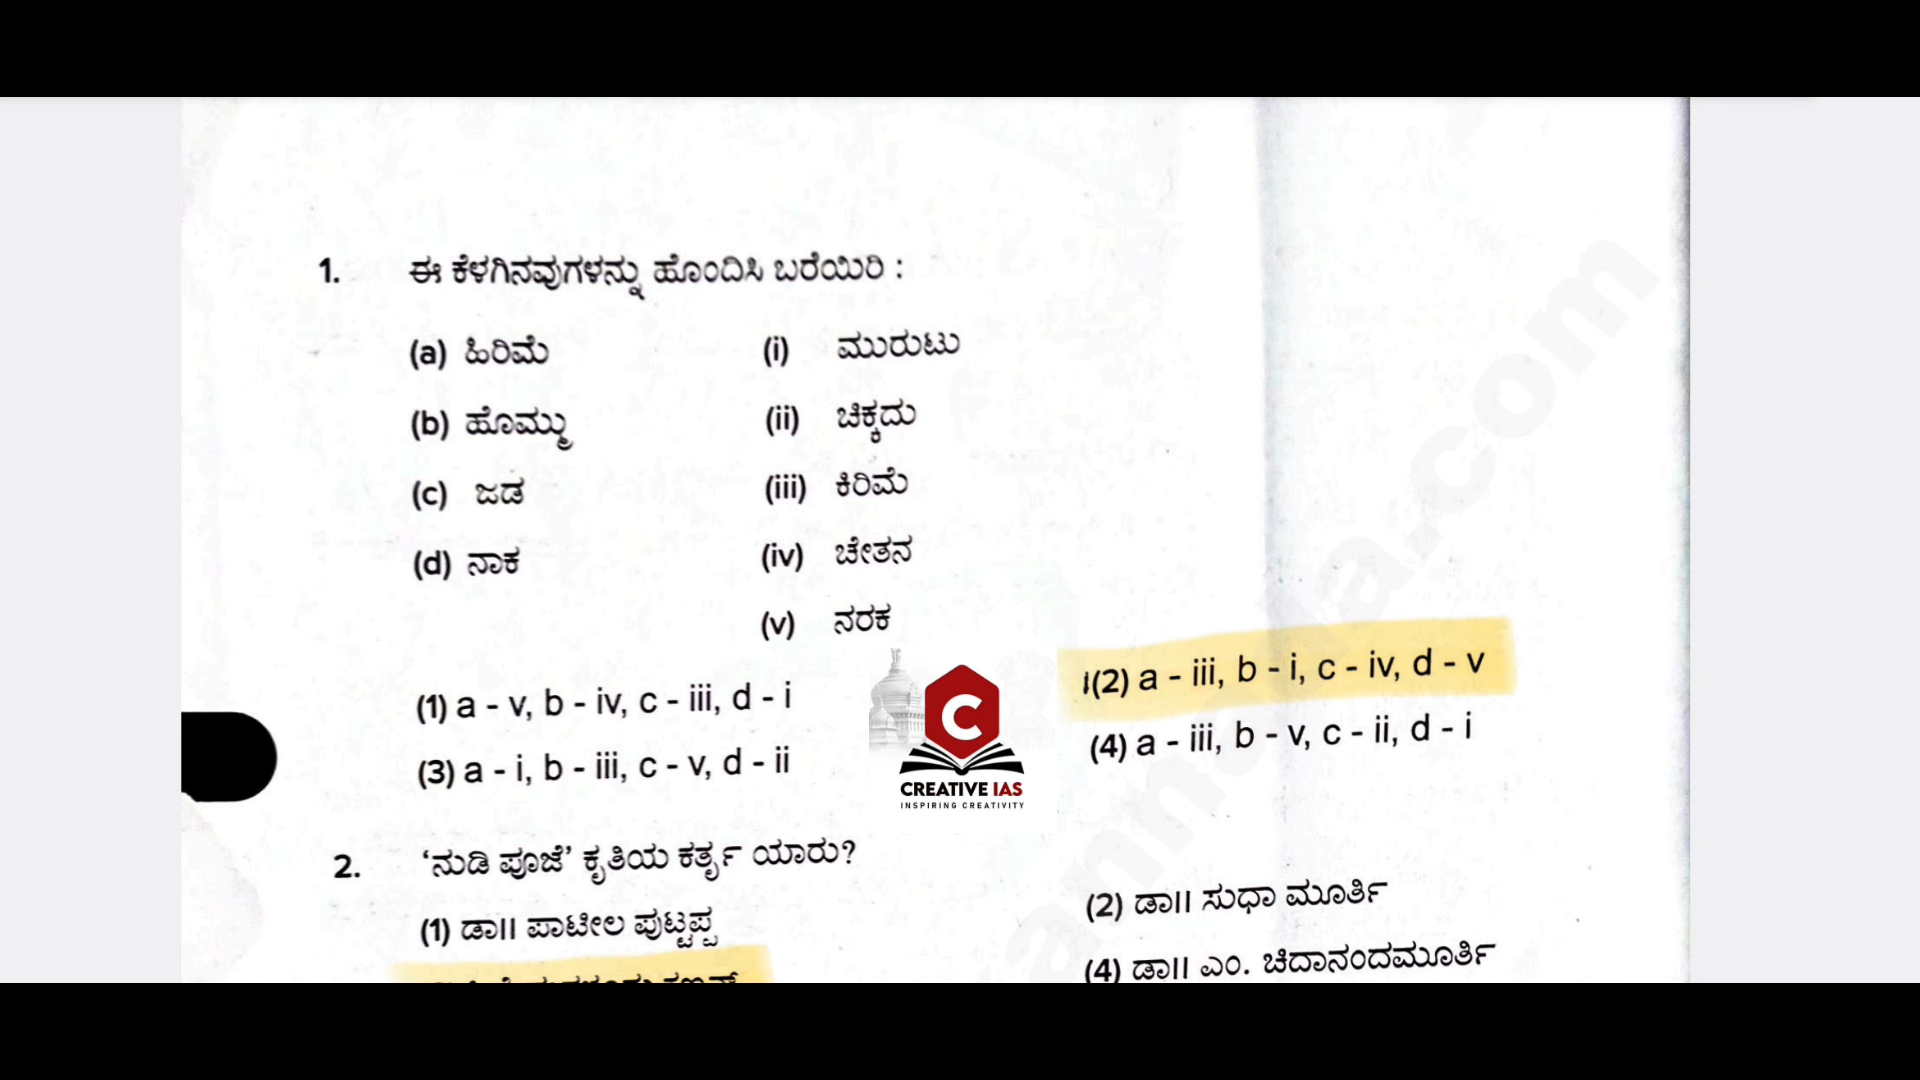 1. ಈ ಕೆಳಗಿನವುಗಳನ್ನು ಹೊಂದಿಸಿ ಬರೆಯಿರಿ :
(a) ಹಿರಿಮೆ (i) ಮುರುಟು
(b) ಹೊಮ್ಮು (ii) ಚಿಕ್ಕದು
(c) ಜಡ (iii) ಕಿರಿಮೆ
(d) ನಾಕ (iv) ಚೇತನ
(v) ನರಕ
(1) a - v, b - iv, c - iii, d - i (2) a - iii, b - i, c - iv, d - v
(3) a - i, b - iii, c - v, d - ii (4) a - iii, b - v, c - ii, d - i
C
CREATIVE IAS
INSPIRING CREATIVITY
2. ‘ನುಡಿ ಪೂಜೆ’ ಕೃತಿಯ ಕರ್ತೃ ಯಾರು?
(1) ಡಾ|| ಪಾಟೀಲ ಪುಟ್ಟಪ್ಪ (2) ಡಾ|| ಸುಧಾ ಮೂರ್ತಿ
(4) ಡಾ|| ಎಂ. ಚಿದಾನಂದಮೂರ್ತಿ